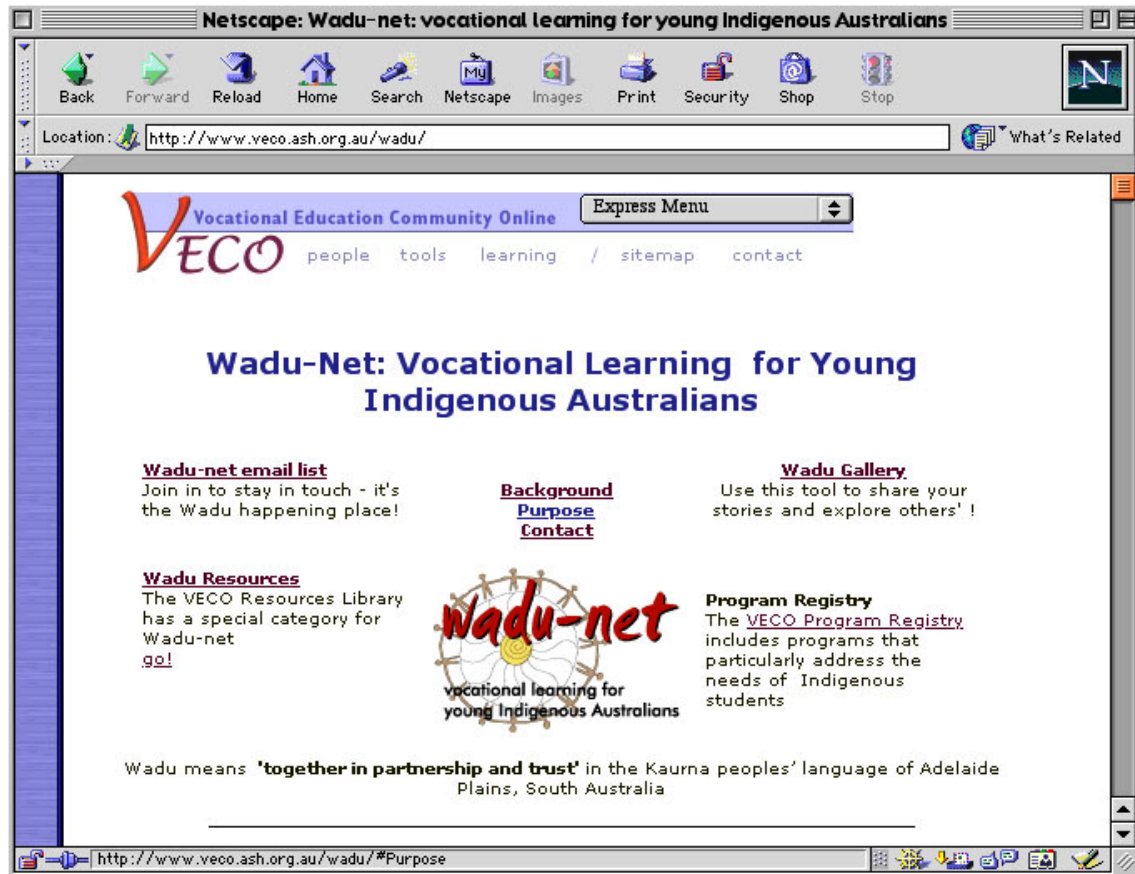 Netscape: Wadu-net: vocational learning for young Indigenous Australians
Back Forward Reload Home Search Netscape Images Print Security Shop Stop
My
N
Location: http://www.veco.ash.org.au/wadu/ What's Related
Vocational Education Community Online Express Menu
VECO people tools learning / sitemap contact
Wadu-Net: Vocational Learning for Young
Indigenous Australians
Wadu-net email list
Join in to stay in touch - it's
the Wadu happening place!
Background
Purpose
Contact
Wadu Gallery
Use this tool to share your
stories and explore others' !
Wadu Resources
The VECO Resources Library
has a special category for
Wadu-net
go!
wadu-net
vocational learning for
young Indigenous Australians
Program Registry
The VECO Program Registry
includes programs that
particularly address the
needs of Indigenous
students
Wadu means 'together in partnership and trust' in the Kaurna peoples' language of Adelaide
Plains, South Australia
http://www.veco.ash.org.au/wadu/#Purpose